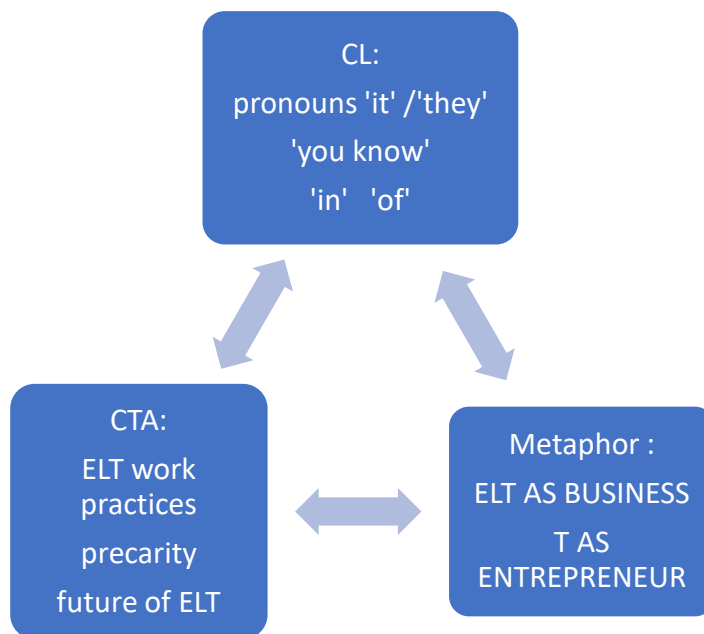 CL:
pronouns 'it' /'they'
'you know'
'in' 'of'
CTA:
ELT work
practices
precarity
future of ELT
Metaphor :
ELT AS BUSINESS
T AS
ENTREPRENEUR